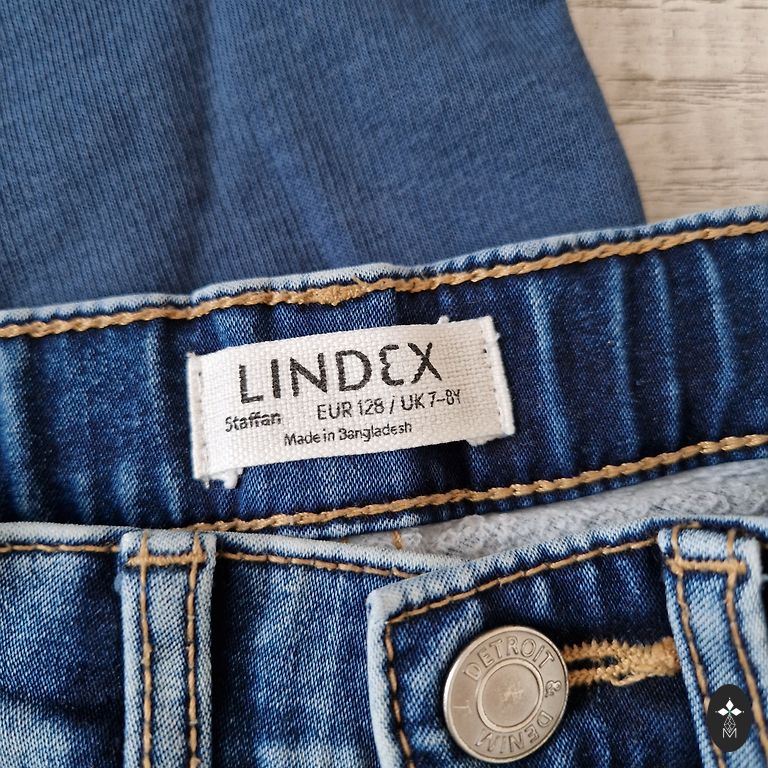 LINDEX
Staffan EUR 128 / UK 7-8Y
Made in Bangladesh
DETROIT & DENIM
M